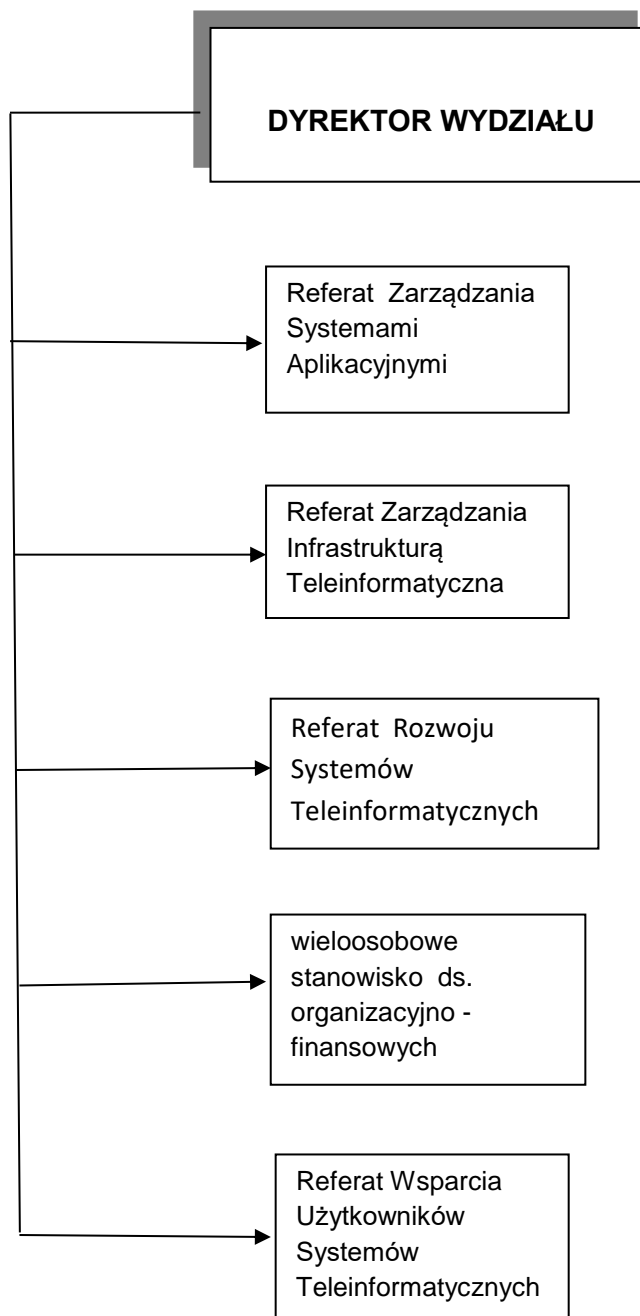 DYREKTOR WYDZIAŁU
Referat Zarządzania
Systemami
Aplikacyjnymi
Referat Zarządzania
Infrastrukturą
Teleinformatyczna
Referat Rozwoju
Systemów
Teleinformatycznych
wieloosobowe
stanowisko ds.
organizacyjno -
finansowych
Referat Wsparcia
Użytkowników
Systemów
Teleinformatycznych